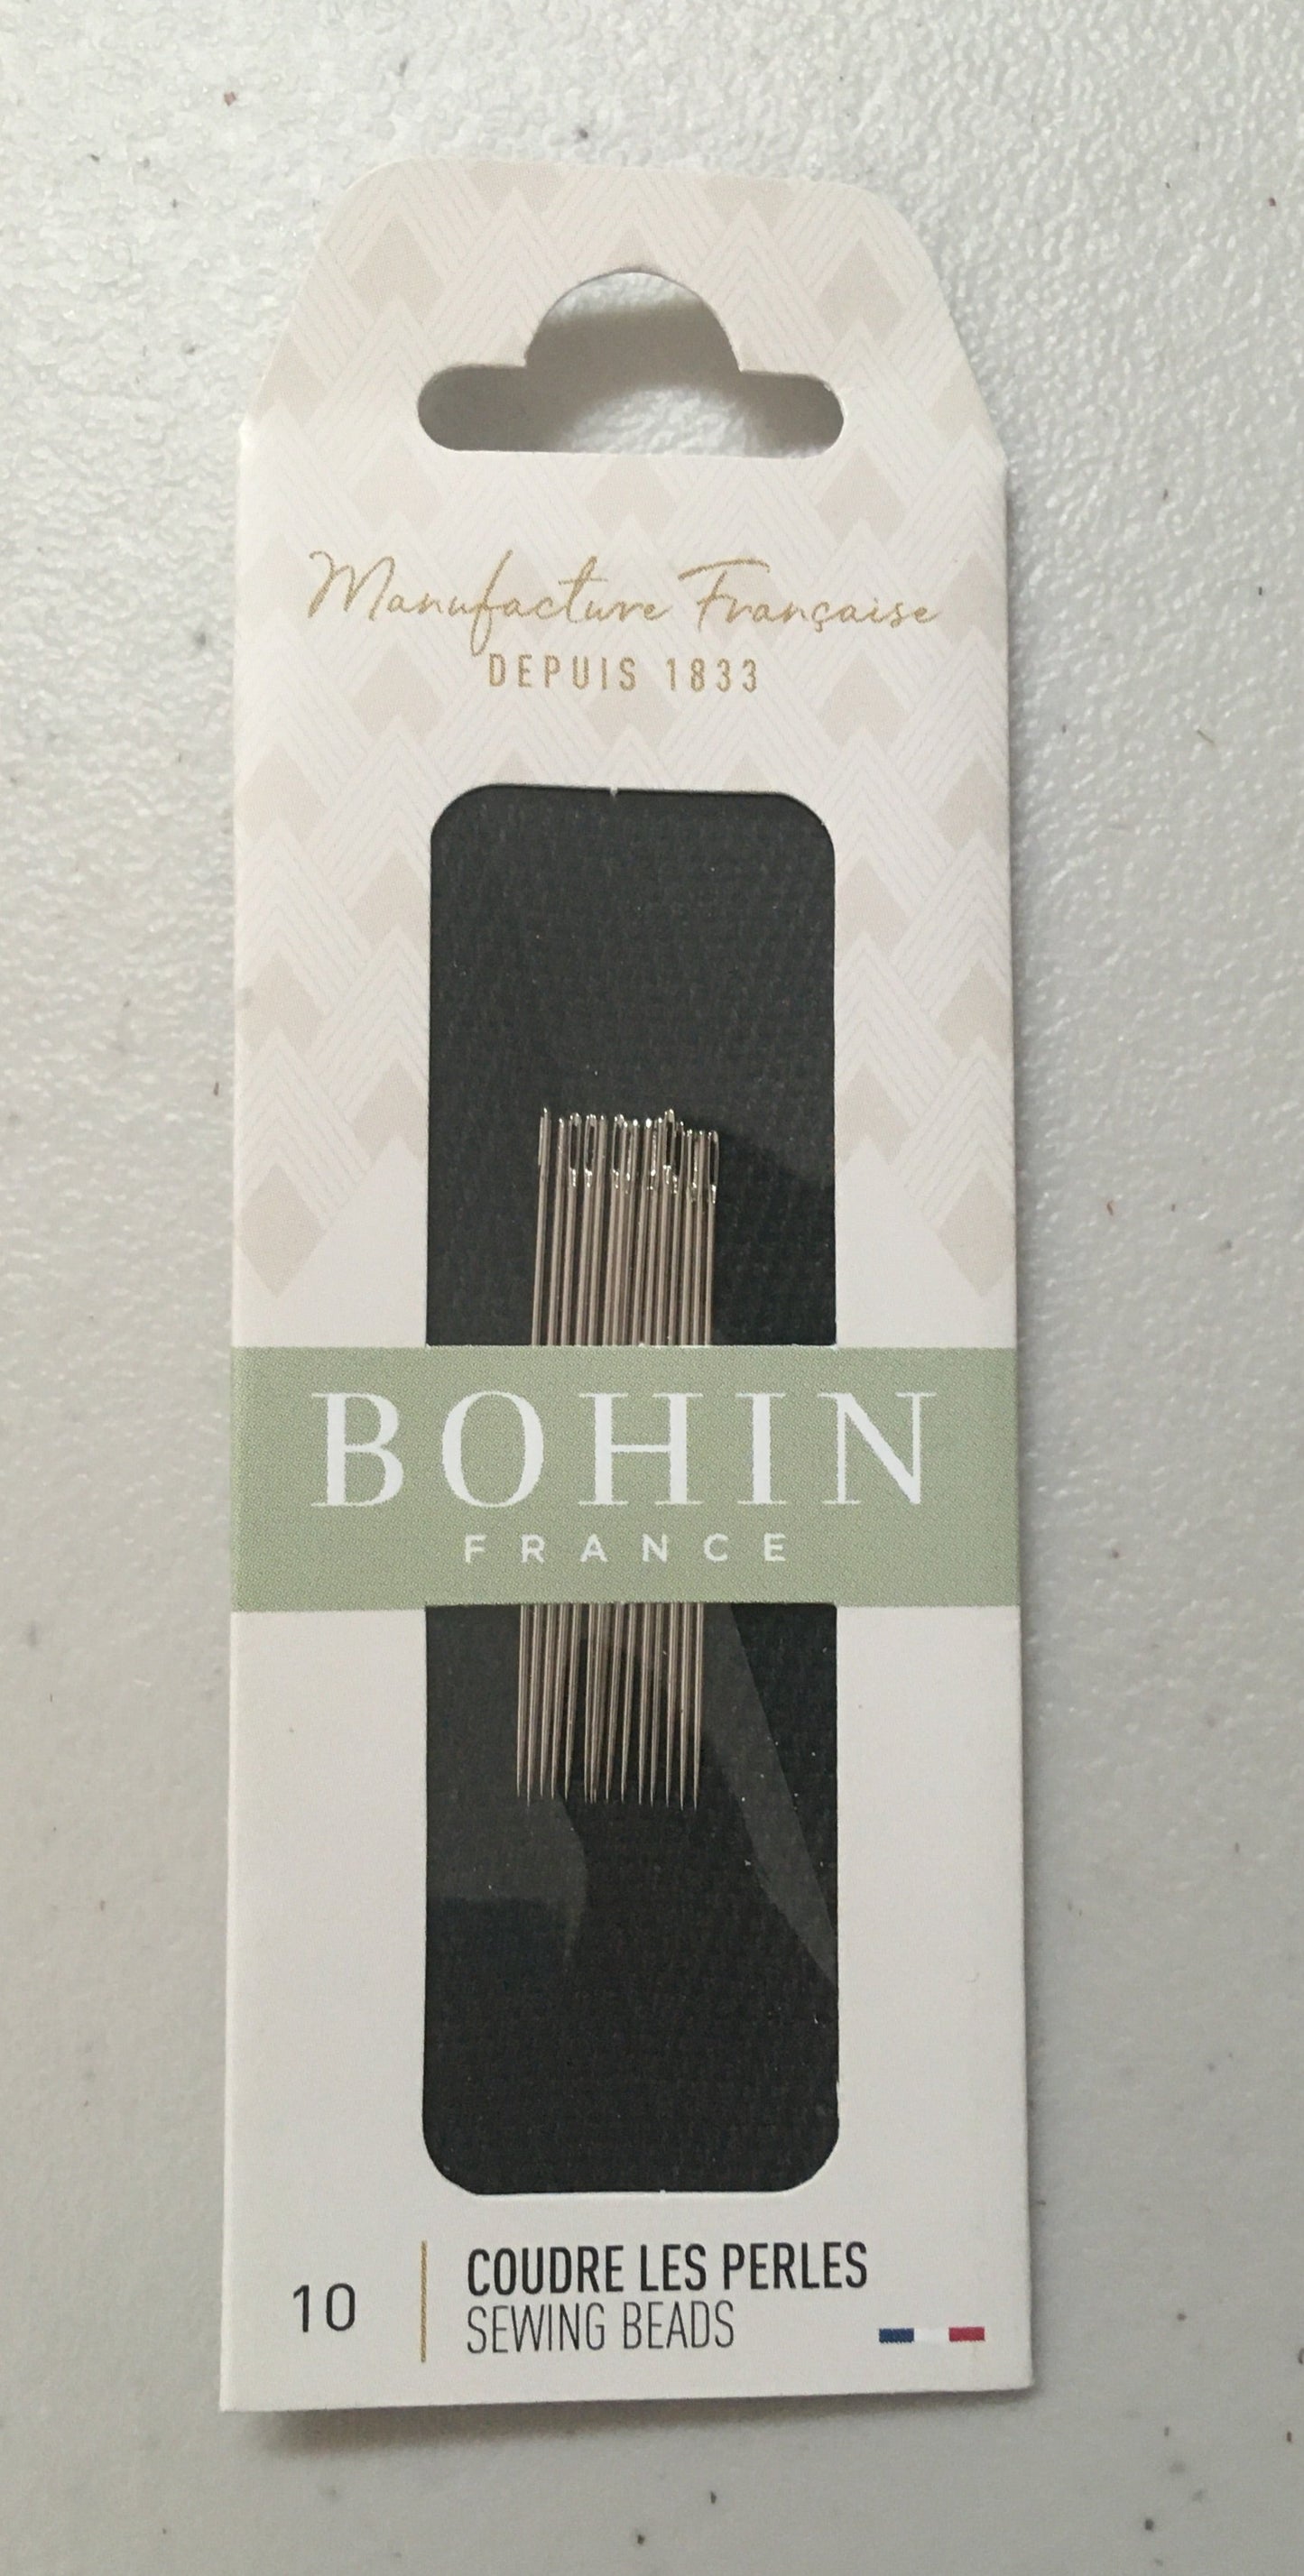 Manufacture Française
DEPUIS 1833
BOHIN
FRANCE
10
COUDRE LES PERLES
SEWING BEADS